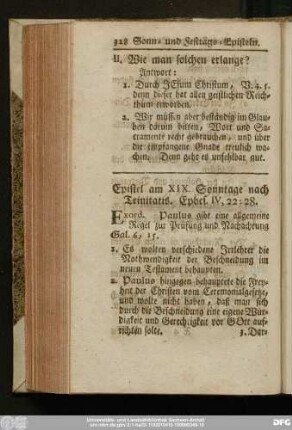 328 Sonn- und Festtags-Episteln.
II. Wie man solchen erlange?
Antwort:
1. Durch JEsum Christum, V. 4. 5.
denn dieser hat allen geistlichen Reich-
thum erworben.
2. Wir müssen aber beständig im Glau-
ben darum bitten, Wort und Sa-
cramente recht gebrauchen, und über
die empfangene Gnade treulich wa-
chen. Denn geht es unfehlbar gut.
Epistel am XIX. Sonntage nach
Trinitatis. Ephes. IV, 22-28.
Exord. Paulus gibt eine allgemeine
Regel zur Prüfung und Nachahmung
Gal. 6, 15.
1. Es wolten verschiedene Irrlehrer die
Nothwendigkeit der Beschneidung im
neuen Testament behaupten.
2. Paulus hingegen behauptete die Frey-
heit der Christen vom Ceremonialgesetze,
und wolte nicht haben, daß man sich
durch die Beschneidung eine eigene Wür-
digkeit und Gerechtigkeit vor GOtt auf-
richten solte.
3. Dar-